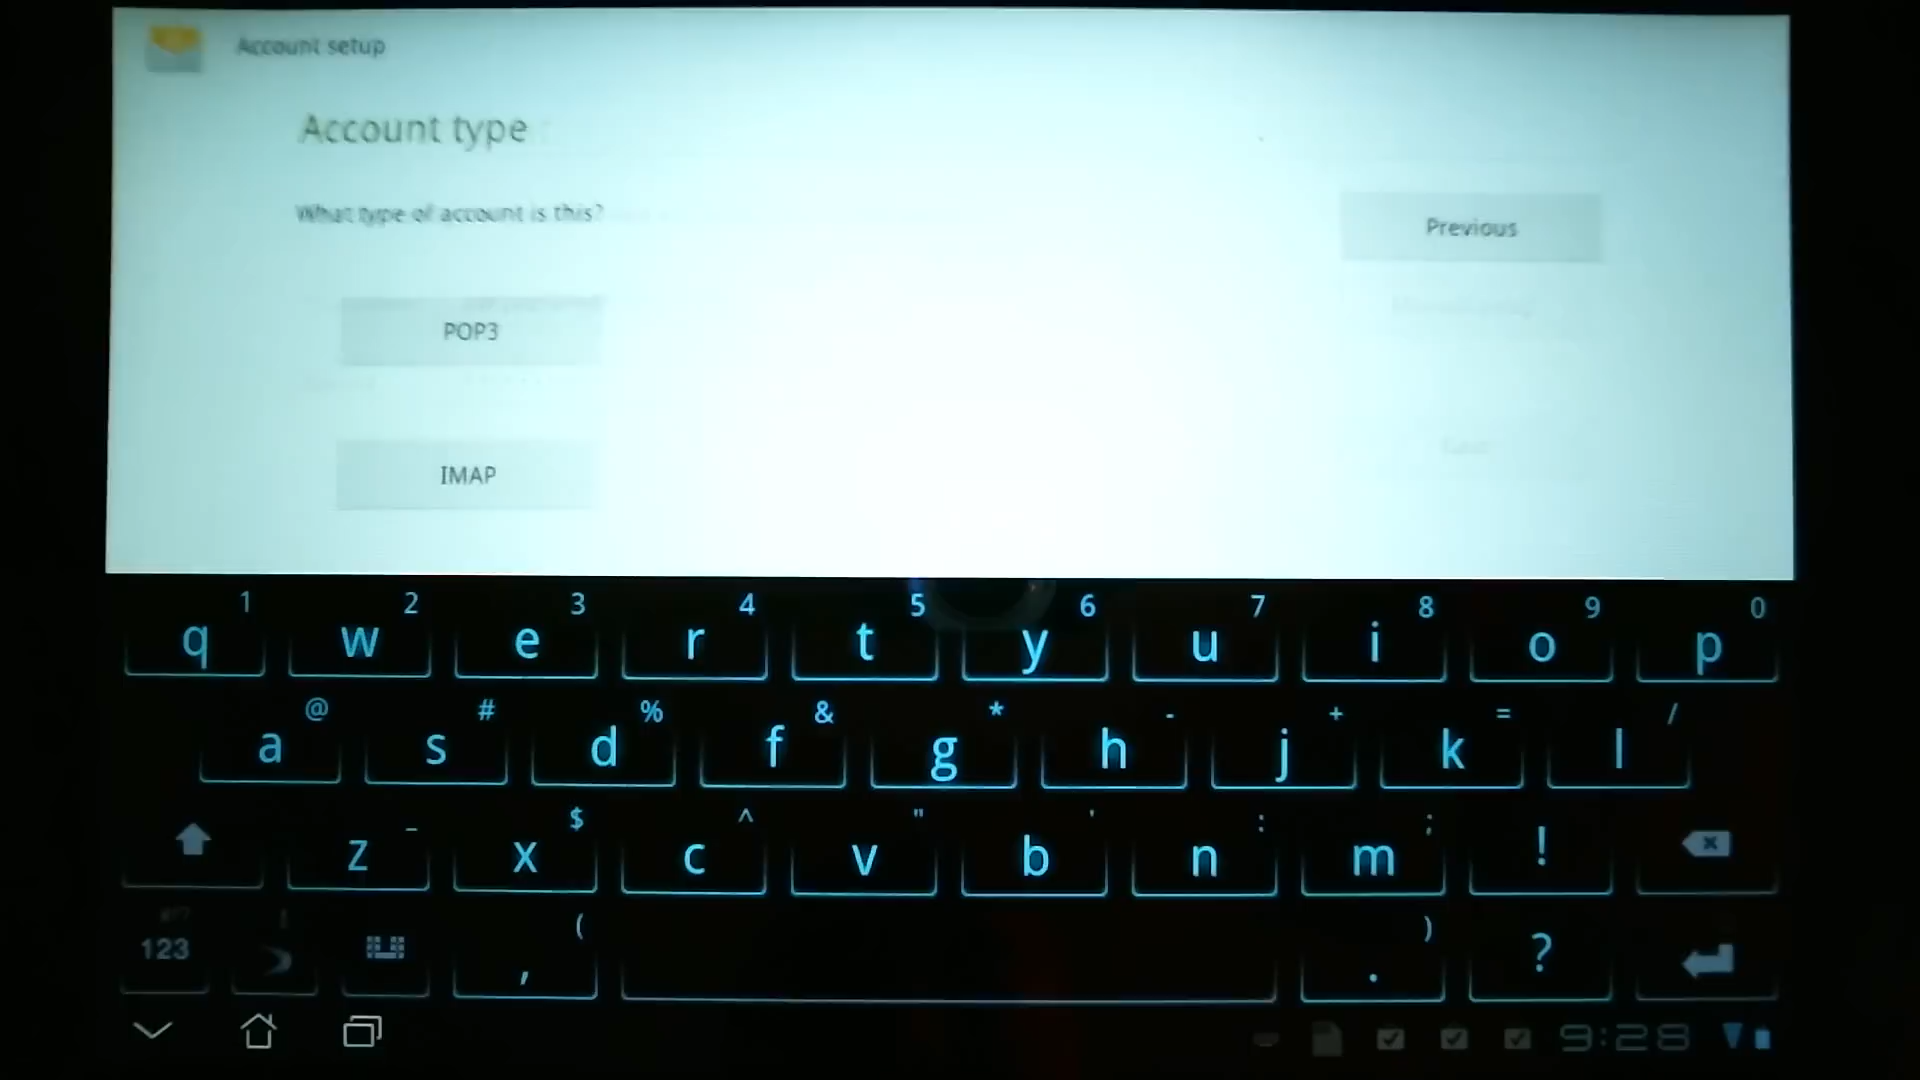 Account setup
Account type
What type of account is this?
Previous
POP3
IMAP
1 2 3 4 5 6 7 8 9 0
q w e r t y u i o p
@ # % & * - + = /
a s d f g h j k l
_ $ ^ " ' : ;
z x c v b n m !
( )
123 , . ?
9:28